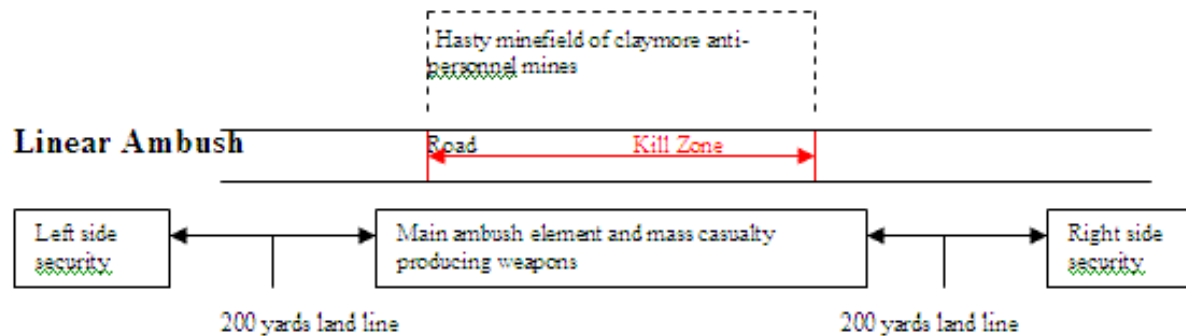 Hasty minefield of claymore anti-
personnel mines
Linear Ambush
Road
Kill Zone
Left side
security
Main ambush element and mass casualty
producing weapons
Right side
security
200 yards land line
200 yards land line